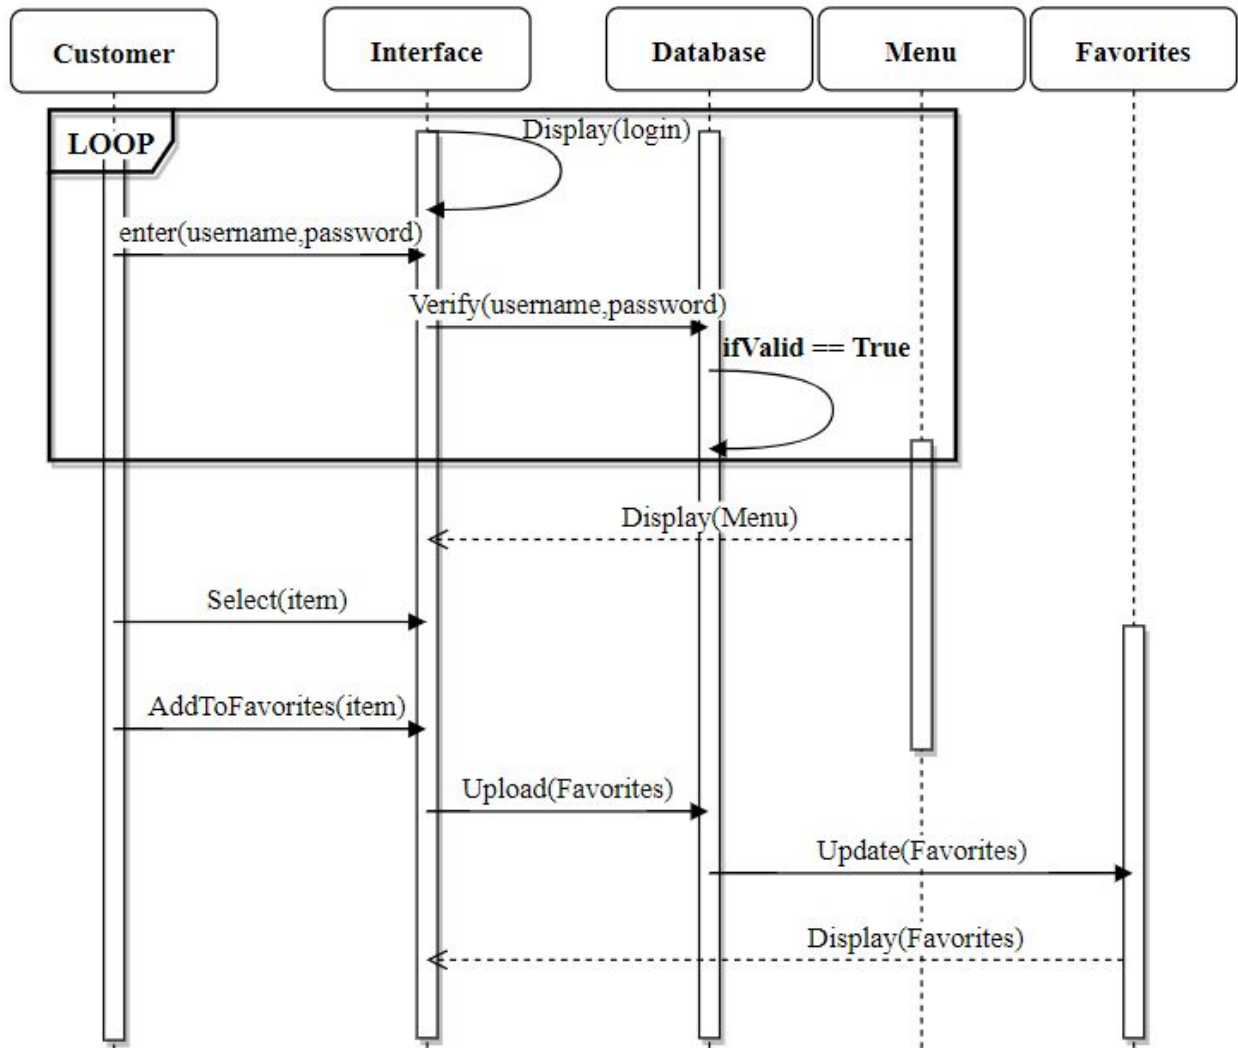 Customer
Interface
Database
Menu
Favorites
LOOP
Display(login)
enter(username,password)
Verify(username,password)
ifValid == True
Display(Menu)
Select(item)
AddToFavorites(item)
Upload(Favorites)
Update(Favorites)
Display(Favorites)